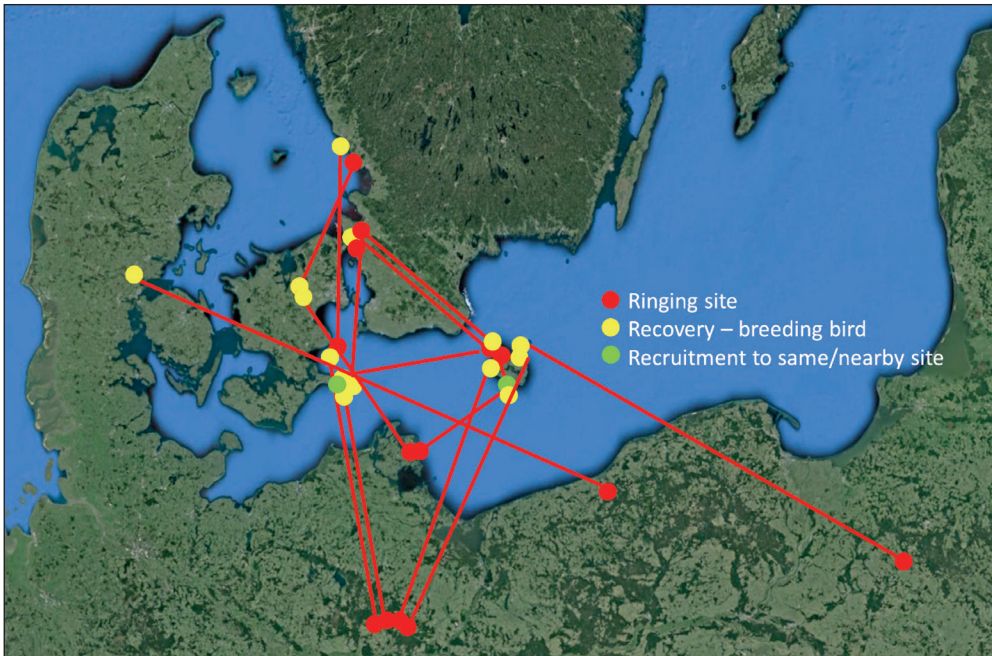 Ringing site
Recovery – breeding bird
Recruitment to same/nearby site